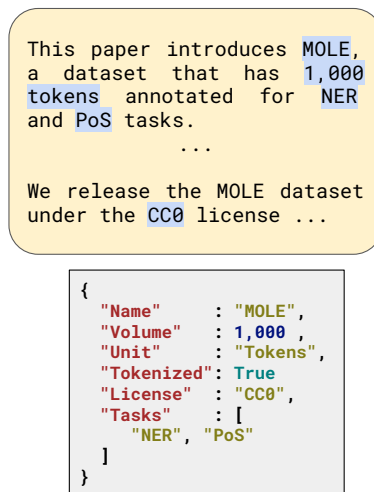 This paper introduces MOLE,
a dataset that has 1,000
tokens annotated for NER
and PoS tasks.
...
We release the MOLE dataset
under the CC0 license ...
{
"Name" : "MOLE",
"Volume" : 1,000 ,
"Unit" : "Tokens",
"Tokenized": True
"License" : "CC0",
"Tasks" : [
"NER", "PoS"
]
}